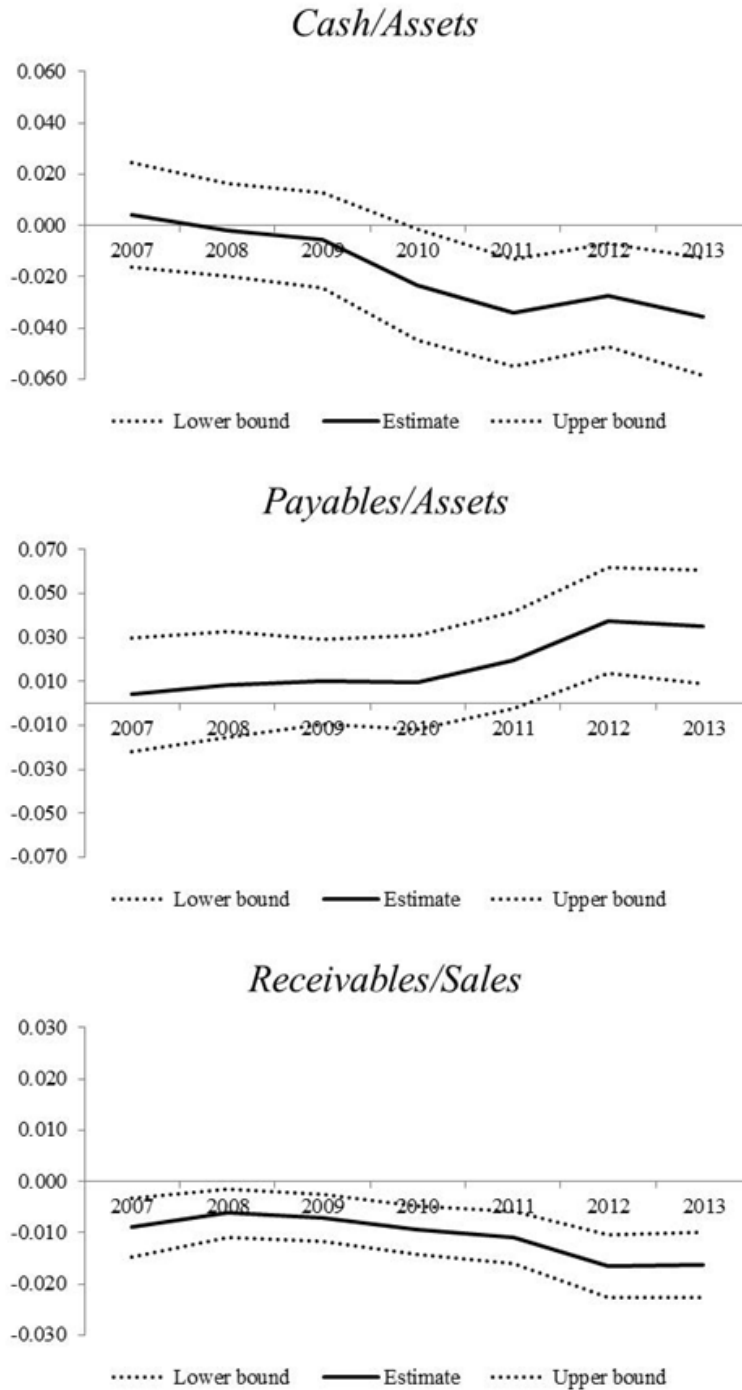 Cash/Assets
0.060
0.040
0.020
0.000
2007 2008 2009 2010 2011 2012 2013
-0.020
-0.040
-0.060
Lower bound Estimate Upper bound
Payables/Assets
0.070
0.050
0.030
0.010
-0.010
2007 2008 2009 2010 2011 2012 2013
-0.030
-0.050
-0.070
Lower bound Estimate Upper bound
Receivables/Sales
0.030
0.020
0.010
0.000
2007 2008 2009 2010 2011 2012 2013
-0.010
-0.020
-0.030
Lower bound Estimate Upper bound